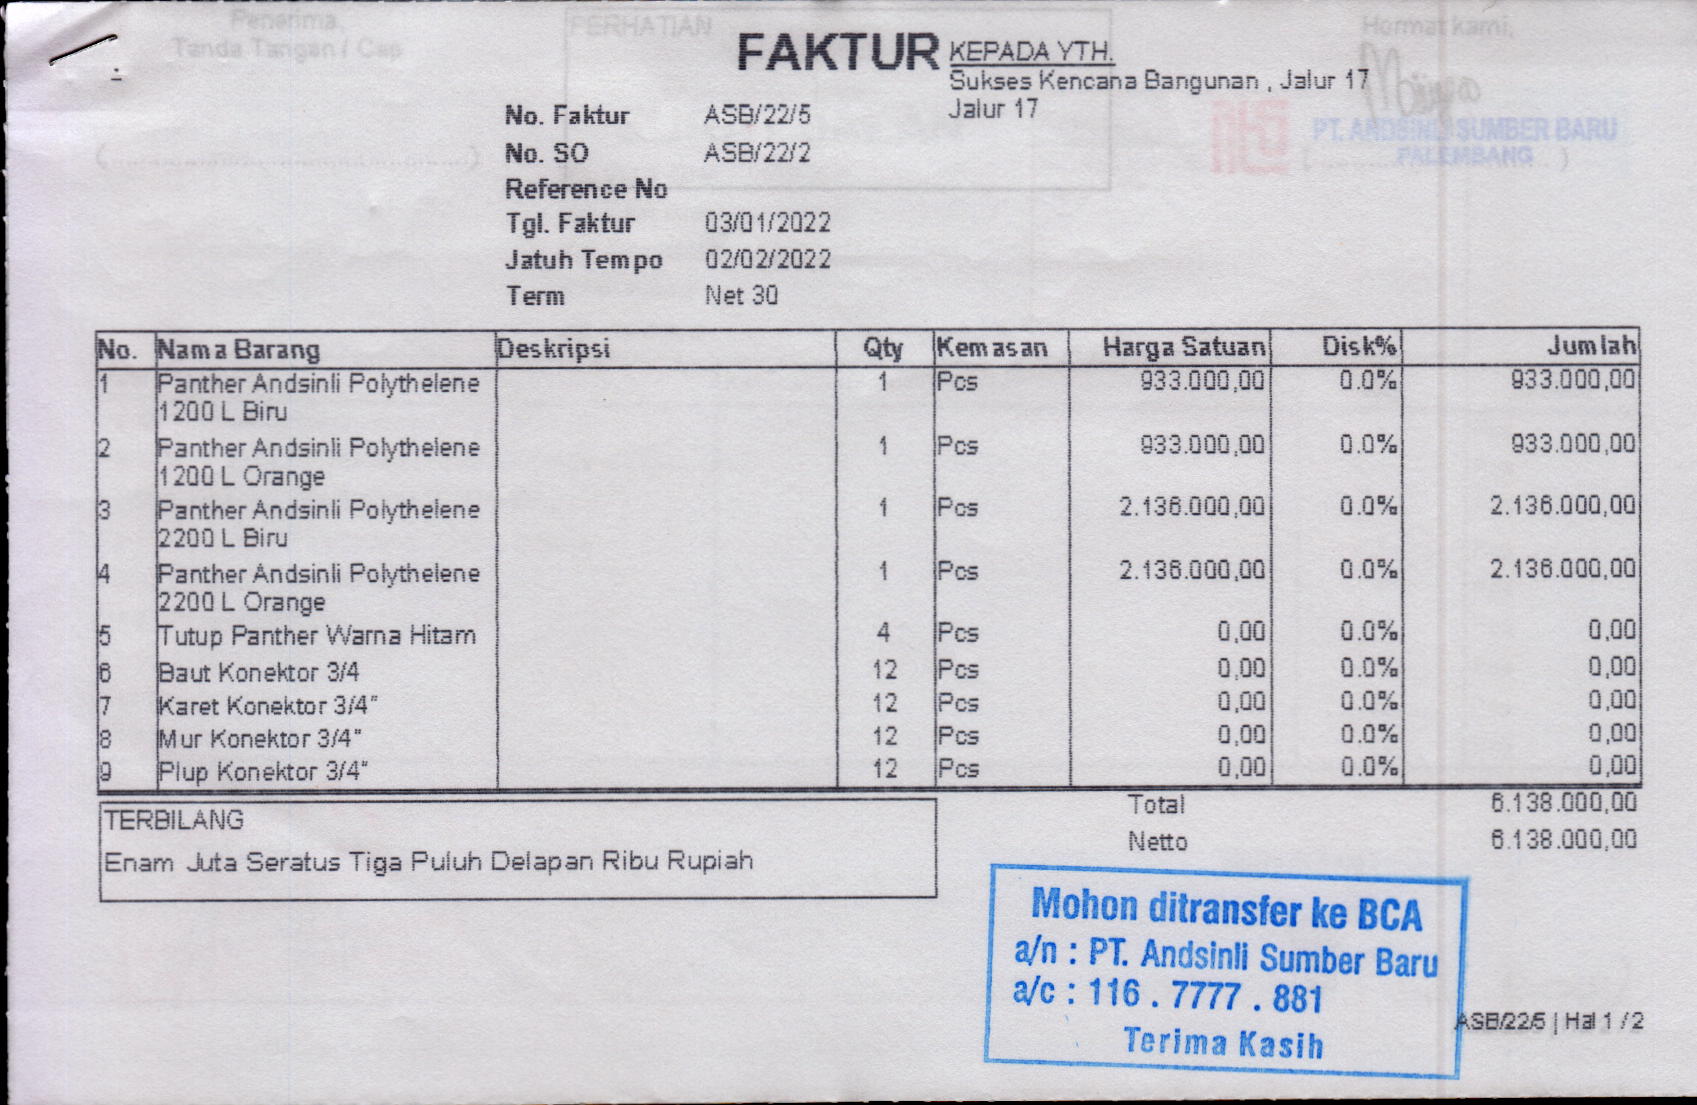 Penerima,
Tanda Tangan / Cap
PERHATIAN
Hormat kami,
FAKTUR
KEPADA YTH.
Sukses Kencana Bangunan , Jalur 17
Jalur 17
PT. ANDSINLI SUMBER BARU
PALEMBANG
No. Faktur ASB/22/5
No. SO ASB/22/2
Reference No
Tgl. Faktur 03/01/2022
Jatuh Tempo 02/02/2022
Term Net 30
No. Nama Barang Deskripsi Qty Kemasan Harga Satuan Disk% Jumlah
1 Panther Andsinli Polythelene 1 Pcs 933.000,00 0.0% 933.000,00
1200 L Biru
2 Panther Andsinli Polythelene 1 Pcs 933.000,00 0.0% 933.000,00
1200 L Orange
3 Panther Andsinli Polythelene 1 Pcs 2.136.000,00 0.0% 2.136.000,00
2200 L Biru
4 Panther Andsinli Polythelene 1 Pcs 2.136.000,00 0.0% 2.136.000,00
2200 L Orange
5 Tutup Panther Warna Hitam 4 Pcs 0,00 0.0% 0,00
6 Baut Konektor 3/4 12 Pcs 0,00 0.0% 0,00
7 Karet Konektor 3/4" 12 Pcs 0,00 0.0% 0,00
8 Mur Konektor 3/4" 12 Pcs 0,00 0.0% 0,00
9 Plup Konektor 3/4" 12 Pcs 0,00 0.0% 0,00
Total 6.138.000,00
Netto 6.138.000,00
TERBILANG
Enam Juta Seratus Tiga Puluh Delapan Ribu Rupiah
Mohon ditransfer ke BCA
a/n : PT. Andsinli Sumber Baru
a/c : 116 . 7777 . 881
Terima Kasih
ASB/22/5 | Hal 1 / 2